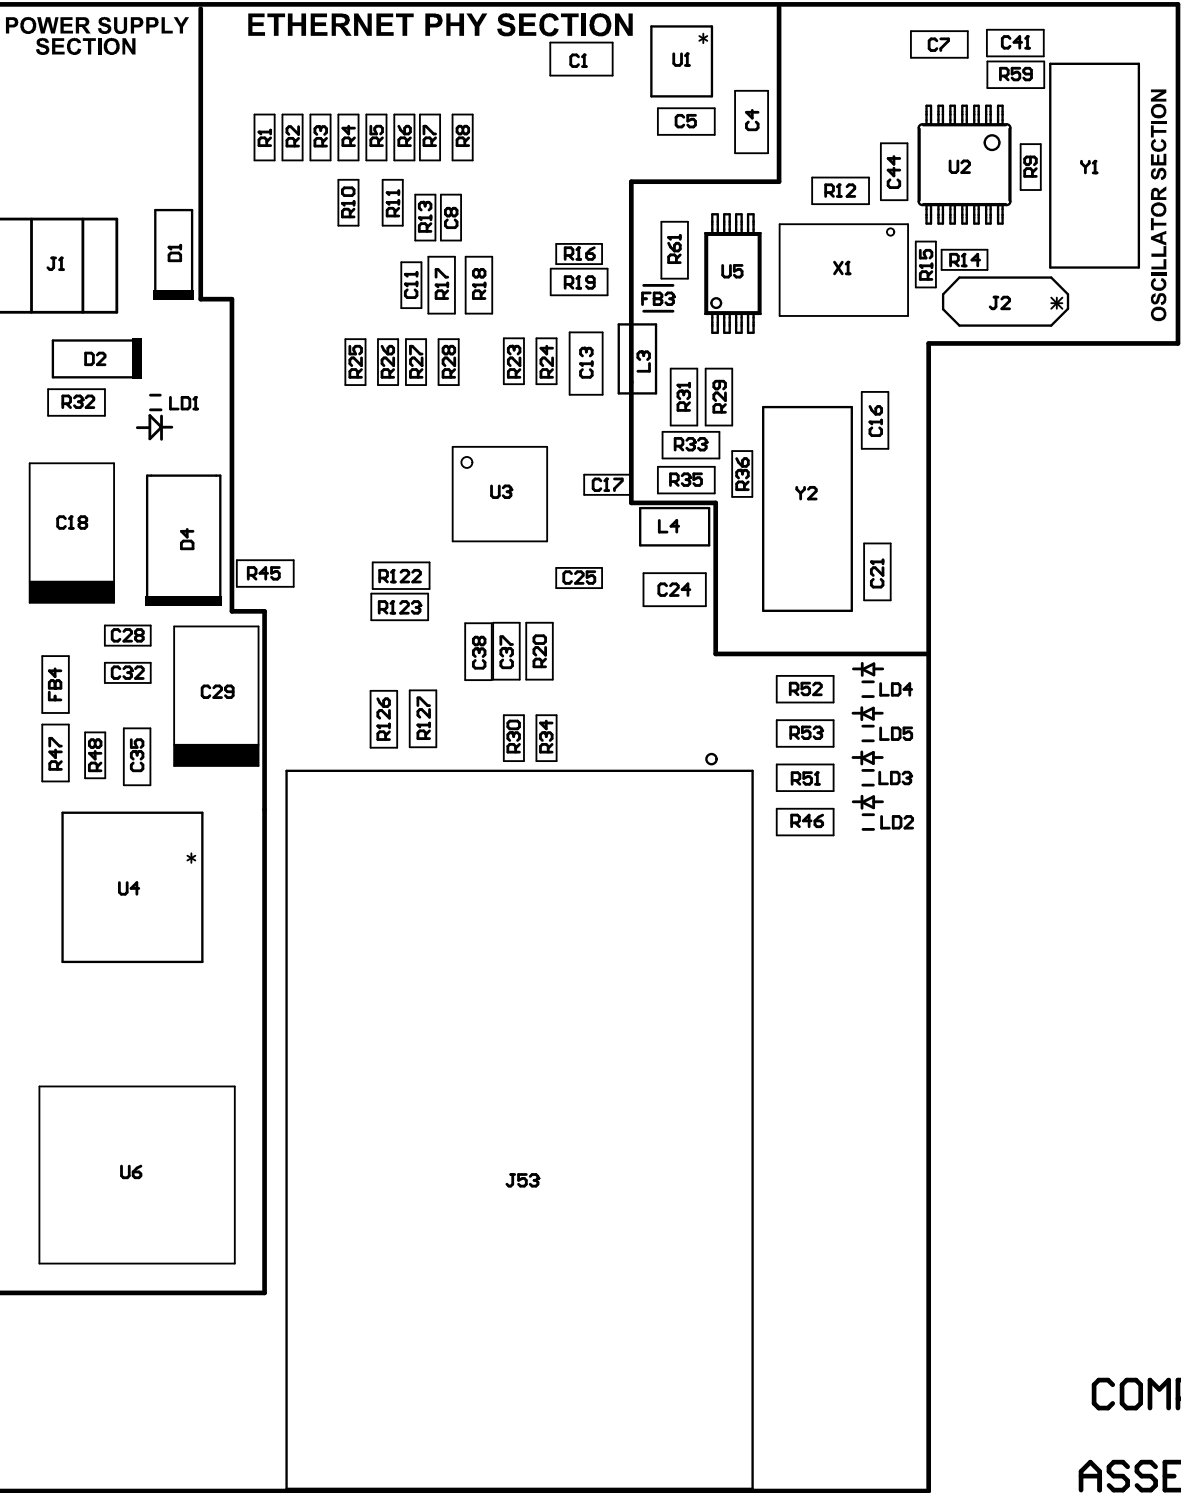 POWER SUPPLY
SECTION
ETHERNET PHY SECTION
OSCILLATOR SECTION
C1
U1
*
C7
C41
R59
C5
C4
R1
R2
R3
R4
R5
R6
R7
R8
R10
R11
R13
C8
R12
C44
U2
R9
Y1
J1
D1
R16
R19
R61
U5
X1
R15
R14
C11
R17
R18
FB3
J2
*
D2
R32
LD1
R25
R26
R27
R28
R23
R24
C13
L3
R31
R29
C16
R33
R35
R36
Y2
U3
C17
L4
C18
D4
R45
R122
R123
C25
C24
C21
C28
C32
C29
FB4
R47
R48
C35
C38
C37
R20
R126
R127
R30
R34
R52
LD4
R53
LD5
R51
LD3
R46
LD2
U4
*
U6
J53
COM
ASSE